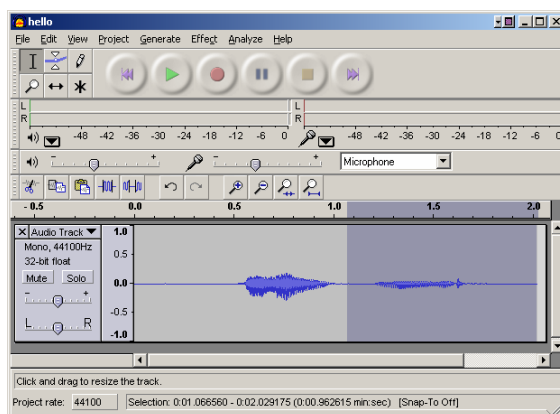 hello
File Edit View Project Generate Effect Analyze Help
L
R
-48 -42 -36 -30 -24 -18 -12 -6 0
L
R
-48 -42 -36 -30 -24 -18 -12 -6 0
- + - + Microphone
- 0.5 0.0 0.5 1.0 1.5 2.0
X Audio Track 1.0
Mono, 44100Hz
32-bit float 0.5
Mute Solo 0.0
- +
-0.5
L R
-1.0
Click and drag to resize the track.
Project rate: 44100 Selection: 0:01.066560 - 0:02.029175 (0:00.962615 min:sec) [Snap-To Off]